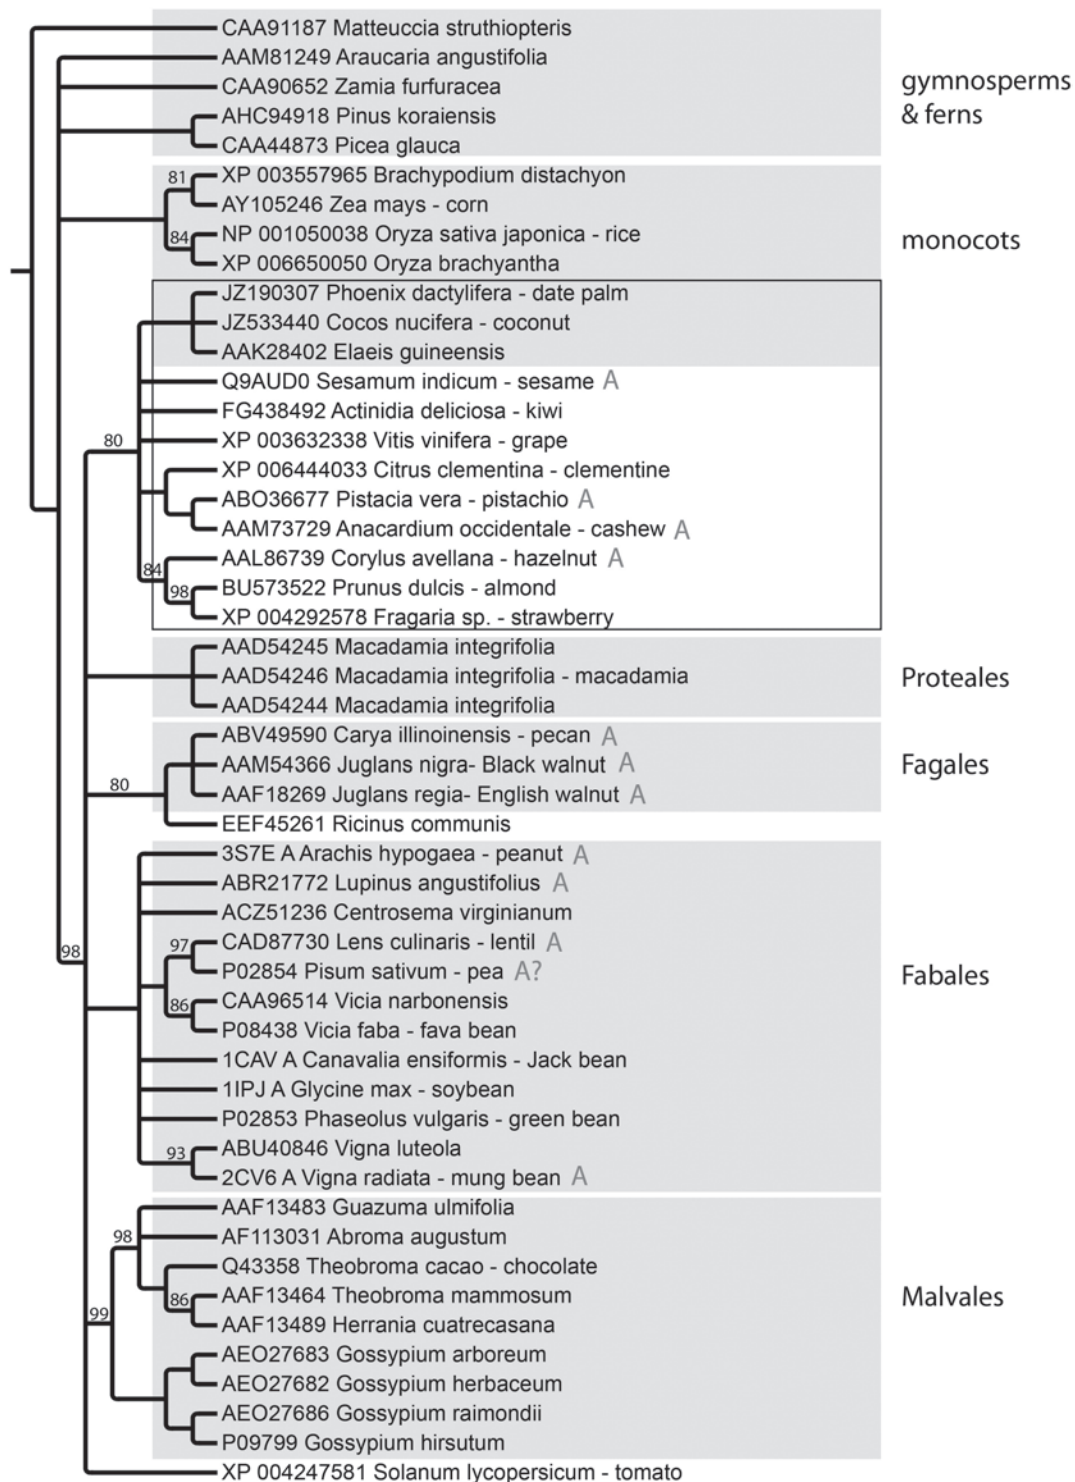 CAA91187 Matteuccia struthiopteris
AAM81249 Araucaria angustifolia
CAA90652 Zamia furfuracea
AHC94918 Pinus koraiensis
CAA44873 Picea glauca
gymnosperms
& ferns
81
XP 003557965 Brachypodium distachyon
AY105246 Zea mays - corn
84
NP 001050038 Oryza sativa japonica - rice
XP 006650050 Oryza brachyantha
monocots
JZ190307 Phoenix dactylifera - date palm
JZ533440 Cocos nucifera - coconut
AAK28402 Elaeis guineensis
Q9AUD0 Sesamum indicum - sesame A
FG438492 Actinidia deliciosa - kiwi
80
XP 003632338 Vitis vinifera - grape
XP 006444033 Citrus clementina - clementine
ABO36677 Pistacia vera - pistachio A
AAM73729 Anacardium occidentale - cashew A
AAL86739 Corylus avellana - hazelnut A
84
98
BU573522 Prunus dulcis - almond
XP 004292578 Fragaria sp. - strawberry
AAD54245 Macadamia integrifolia
AAD54246 Macadamia integrifolia - macadamia
AAD54244 Macadamia integrifolia
Proteales
ABV49590 Carya illinoinensis - pecan A
AAM54366 Juglans nigra- Black walnut A
80
AAF18269 Juglans regia- English walnut A
Fagales
EEF45261 Ricinus communis
3S7E A Arachis hypogaea - peanut A
ABR21772 Lupinus angustifolius A
ACZ51236 Centrosema virginianum
98
97
CAD87730 Lens culinaris - lentil A
P02854 Pisum sativum - pea A?
86
CAA96514 Vicia narbonensis
P08438 Vicia faba - fava bean
Fabales
1CAV A Canavalia ensiformis - Jack bean
1IPJ A Glycine max - soybean
P02853 Phaseolus vulgaris - green bean
93
ABU40846 Vigna luteola
2CV6 A Vigna radiata - mung bean A
AAF13483 Guazuma ulmifolia
98
AF113031 Abroma augustum
Q43358 Theobroma cacao - chocolate
86
AAF13464 Theobroma mammosum
99
AAF13489 Herrania cuatrecasana
Malvales
AEO27683 Gossypium arboreum
AEO27682 Gossypium herbaceum
AEO27686 Gossypium raimondii
P09799 Gossypium hirsutum
XP 004247581 Solanum lycopersicum - tomato